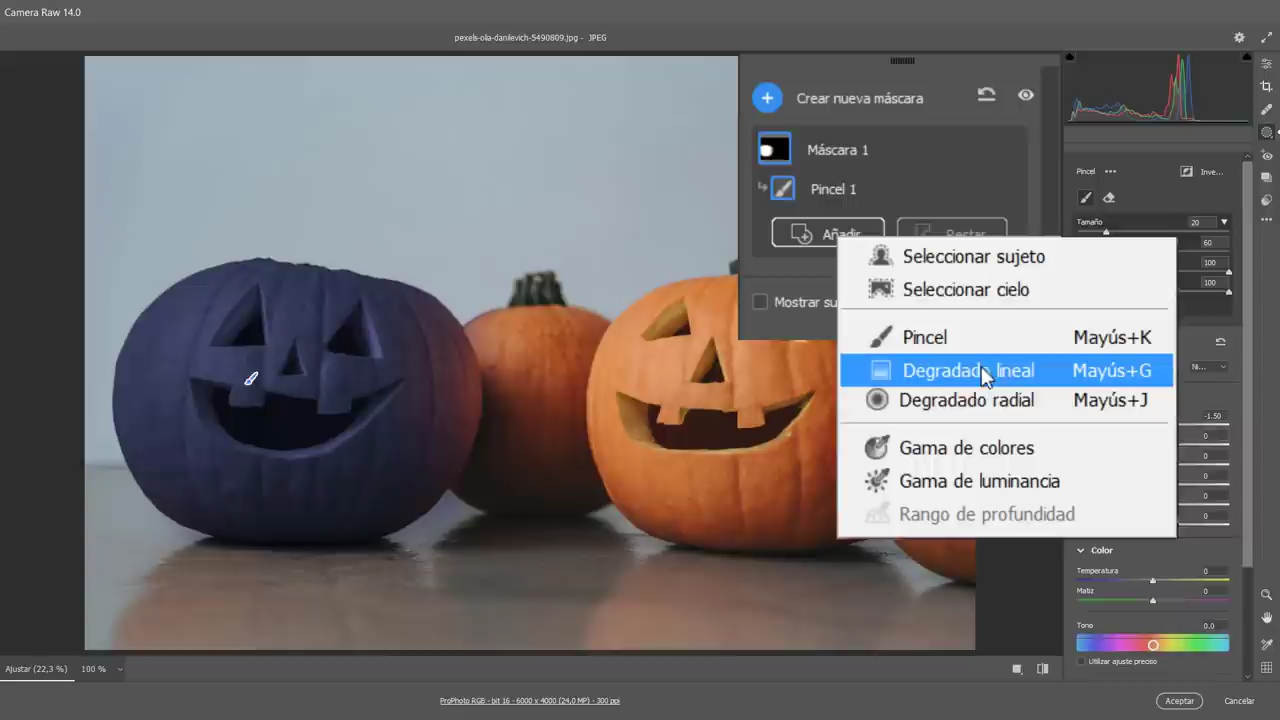 Camera Raw 14.0
pexels-olia-danilevich-5490809.jpg - JPEG
Crear nueva máscara
Máscara 1
Pincel 1
Añadir
Restar
Mostrar su
Seleccionar sujeto
Seleccionar cielo
Pincel Mayús+K
Degradado lineal Mayús+G
Degradado radial Mayús+J
Gama de colores
Gama de luminancia
Rango de profundidad
Pincel
Inve...
Tamaño 20
60
100
100
Ni...
-1.50
0
0
0
0
0
0
Color
Temperatura 0
Matiz 0
Tono 0.0
Utilizar ajuste preciso
Ajustar (22,3 %) 100 %
ProPhoto RGB - bit 16 - 6000 x 4000 (24,0 MP) - 300 ppi
Aceptar Cancelar